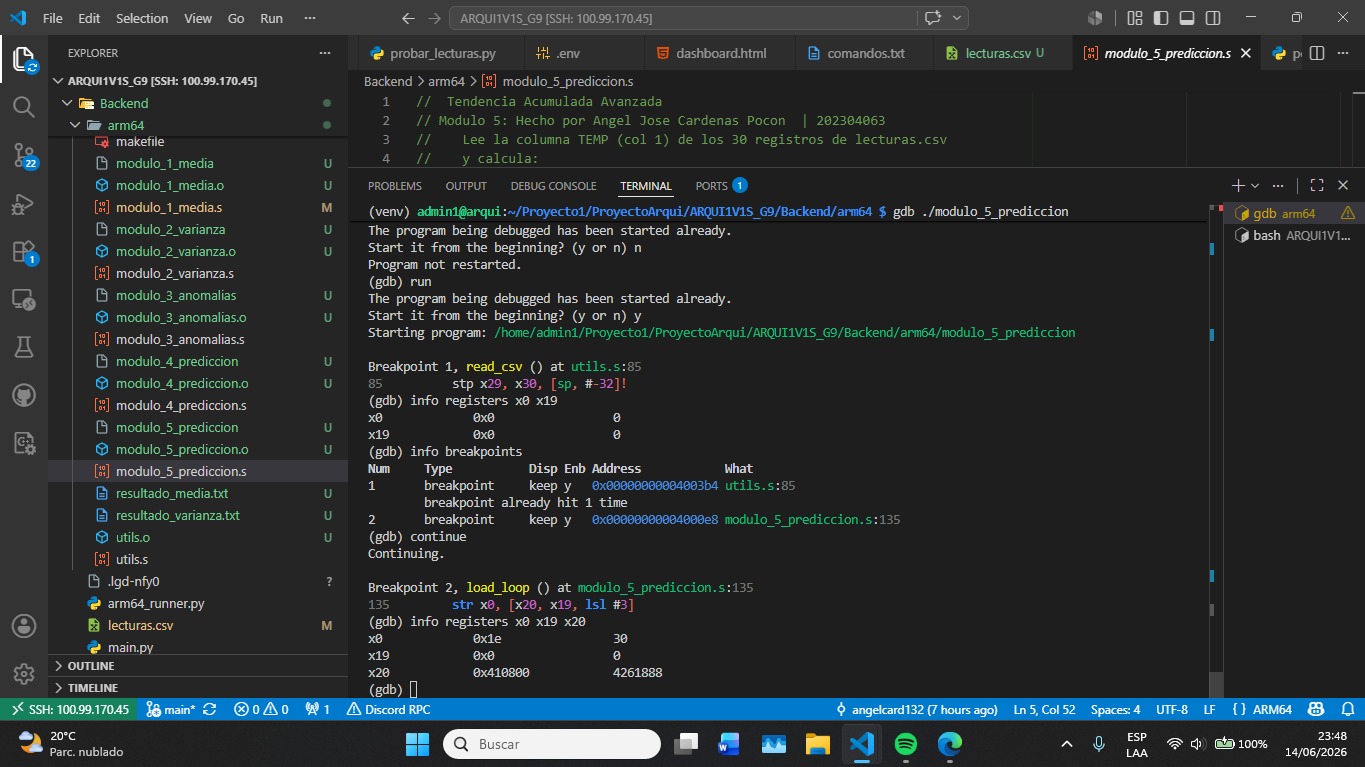 File Edit Selection View Go Run ···
ARQUI1V1S_G9 [SSH: 100.99.170.45]
EXPLORER ···
probar_lecturas.py .env dashboard.html comandos.txt lecturas.csv U modulo_5_prediccion.s
ARQUI1V1S_G9 [SSH: 100.99.170.45]
Backend > arm64 > modulo_5_prediccion.s
Backend
arm64
makefile
modulo_1_media U
modulo_1_media.o U
modulo_1_media.s M
modulo_2_varianza U
modulo_2_varianza.o U
modulo_2_varianza.s
modulo_3_anomalias U
modulo_3_anomalias.o U
modulo_3_anomalias.s
modulo_4_prediccion U
modulo_4_prediccion.o U
modulo_4_prediccion.s
modulo_5_prediccion U
modulo_5_prediccion.o U
modulo_5_prediccion.s
resultado_media.txt U
resultado_varianza.txt U
utils.o U
utils.s
.lgd-nfy0 ?
arm64_runner.py
lecturas.csv M
main.py
OUTLINE
TIMELINE
22
1
1 // Tendencia Acumulada Avanzada
2 // Modulo 5: Hecho por Angel Jose Cardenas Pocon | 202304063
3 // Lee la columna TEMP (col 1) de los 30 registros de lecturas.csv
4 // y calcula:
PROBLEMS OUTPUT DEBUG CONSOLE TERMINAL PORTS 1
gdb arm64
bash ARQUI1V1...
(venv) admin1@arqui:~/Proyecto1/ProyectoArqui/ARQUI1V1S_G9/Backend/arm64 $ gdb ./modulo_5_prediccion
The program being debugged has been started already.
Start it from the beginning? (y or n) n
Program not restarted.
(gdb) run
The program being debugged has been started already.
Start it from the beginning? (y or n) y
Starting program: /home/admin1/Proyecto1/ProyectoArqui/ARQUI1V1S_G9/Backend/arm64/modulo_5_prediccion
Breakpoint 1, read_csv () at utils.s:85
85 stp x29, x30, [sp, #-32]!
(gdb) info registers x0 x19
x0 0x0 0
x19 0x0 0
(gdb) info breakpoints
Num Type Disp Enb Address What
1 breakpoint keep y 0x00000000004003b4 utils.s:85
breakpoint already hit 1 time
2 breakpoint keep y 0x00000000004000e8 modulo_5_prediccion.s:135
(gdb) continue
Continuing.
Breakpoint 2, load_loop () at modulo_5_prediccion.s:135
135 str x0, [x20, x19, lsl #3]
(gdb) info registers x0 x19 x20
x0 0x1e 30
x19 0x0 0
x20 0x410800 4261888
(gdb)
SSH: 100.99.170.45 main* 0 0 1 Discord RPC angelcard132 (7 hours ago) Ln 5, Col 52 Spaces: 4 UTF-8 LF { } ARM64
20°C
Parc. nublado
Buscar
ESP
LAA
100%
23:48
14/06/2026